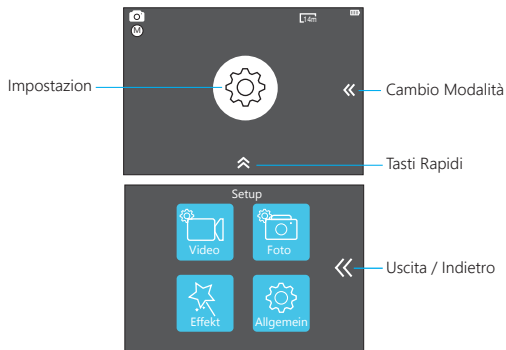 M
14m
Impostazion
Cambio Modalità
Tasti Rapidi
Setup
Video
Foto
Uscita / Indietro
Effekt
Allgemein